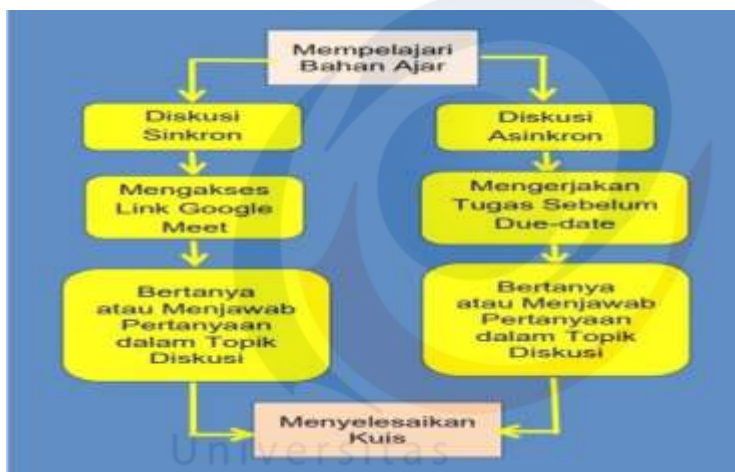 Mempelajari
Bahan Ajar
Diskusi
Sinkron
Mengakses
Link Google
Meet
Bertanya
atau Menjawab
Pertanyaan
dalam Topik
Diskusi
Diskusi
Asinkron
Mengerjakan
Tugas Sebelum
Due-date
Bertanya
atau Menjawab
Pertanyaan
dalam Topik
Diskusi
Menyelesaikan
Kuis
Universitas